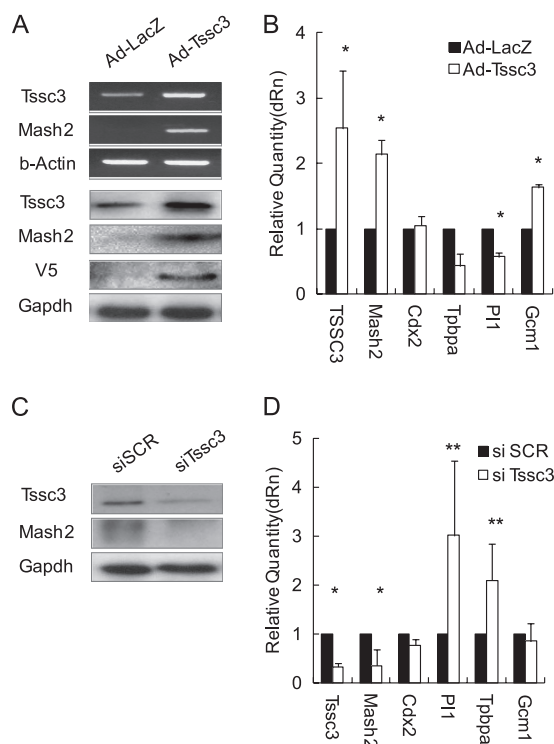 A
Ad-LacZ
Ad-Tssc3
Tssc3
Mash2
b-Actin
Tssc3
Mash2
V5
Gapdh
B
Ad-LacZ
Ad-Tssc3
Relative Quantity(dRn)
4
3
2
1
0
*
*
*
*
TSSC3
Mash2
Cdx2
Tpbpa
Pl1
Gcm1
C
siSCR
siTssc3
Tssc3
Mash2
Gapdh
D
si SCR
si Tssc3
Relative Quantity(dRn)
5
4
3
2
1
0
*
*
**
**
Tssc3
Mash2
Cdx2
Pl1
Tpbpa
Gcm1